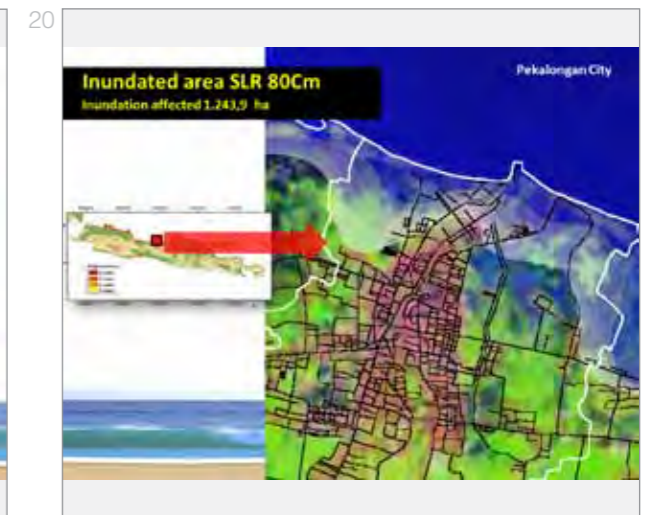 20
Inundated area SLR 80Cm
Inundation affected 1.243,9 ha
Pekalongan City